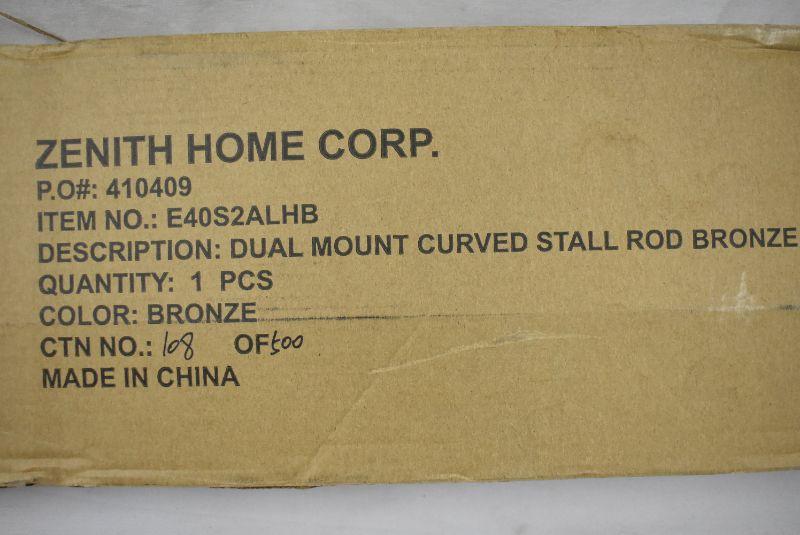 ZENITH HOME CORP.
P.O#: 410409
ITEM NO.: E40S2ALHB
DESCRIPTION: DUAL MOUNT CURVED STALL ROD BRONZE
QUANTITY: 1 PCS
COLOR: BRONZE
CTN NO.: 108 OF 500
MADE IN CHINA